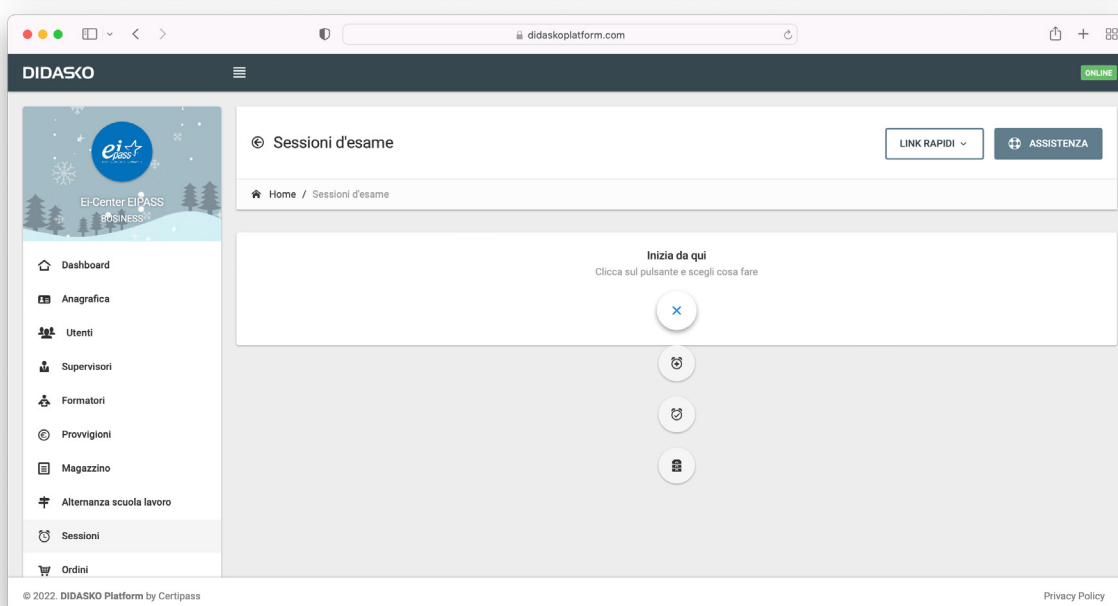 didaskoplatform.com
DIDASKO
ONLINE
ei
pass
Ei-Center EIPASS
BUSINESS
Sessioni d'esame
LINK RAPIDI
ASSISTENZA
Home / Sessioni d'esame
Inizia da qui
Clicca sul pulsante e scegli cosa fare
Dashboard
Anagrafica
Utenti
Supervisori
Formatori
Provvigioni
Magazzino
Alternanza scuola lavoro
Sessioni
Ordini
© 2022. DIDASKO Platform by Certipass
Privacy Policy